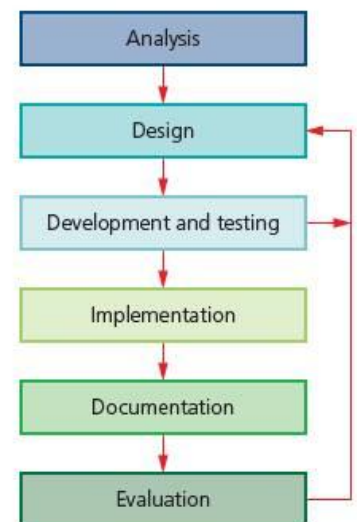 Analysis
Design
Development and testing
Implementation
Documentation
Evaluation